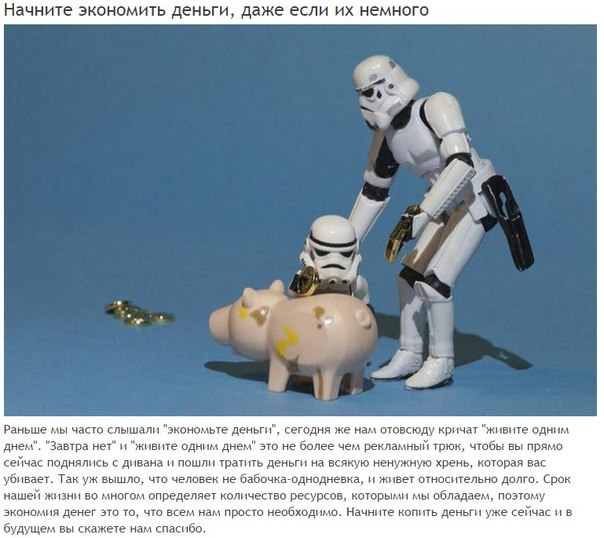 Начните экономить деньги, даже если их немного
Раньше мы часто слышали "экономьте деньги", сегодня же нам отовсюду кричат "живите одним
днем". "Завтра нет" и "живите одним днем" это не более чем рекламный трюк, чтобы вы прямо
сейчас поднялись с дивана и пошли тратить деньги на всякую ненужную хрень, которая вас
убивает. Так уж вышло, что человек не бабочка-однодневка, и живет относительно долго. Срок
нашей жизни во многом определяет количество ресурсов, которыми мы обладаем, поэтому
экономия денег это то, что всем нам просто необходимо. Начните копить деньги уже сейчас и в
будущем вы скажете нам спасибо.